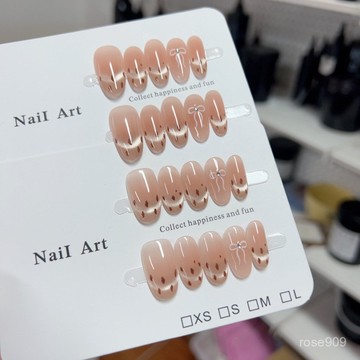 Collect happiness and fun
NaiI Art
Collect happiness and fun
NaiI Art
□XS □S □M □L
rose909